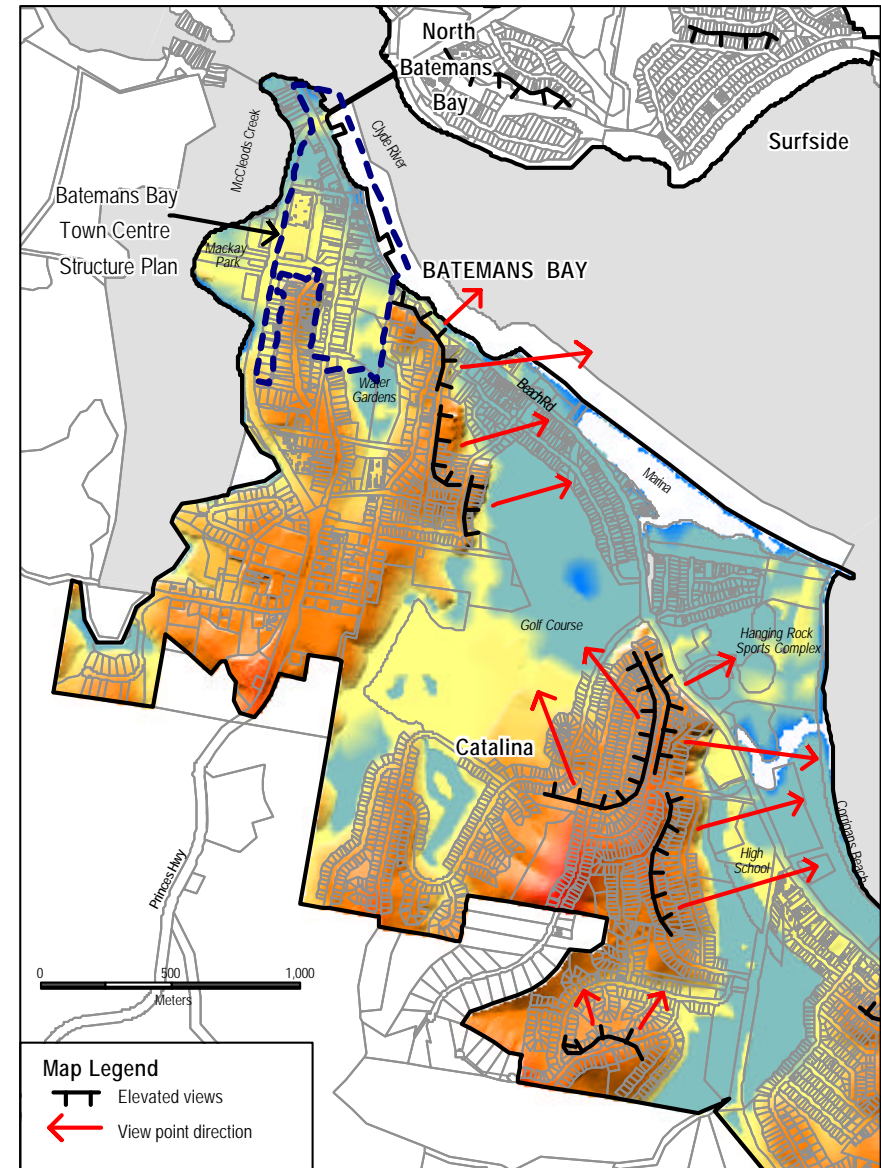 North
Batemans
Bay
Surfside
McCleods Creek
Clyde River
Batemans Bay
Town Centre
Structure Plan
Mackay
Park
BATEMANS BAY
Water
Gardens
Beach Rd
Marina
Golf Course
Hanging Rock
Sports Complex
Catalina
Corrigans Beach
High
School
Princes Hwy
0 500 1,000
Meters
Map Legend
Elevated views
View point direction